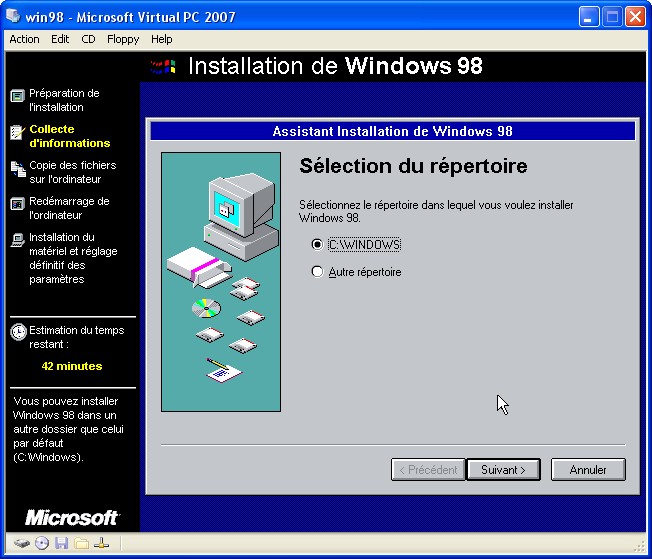 win98 - Microsoft Virtual PC 2007
Action Edit CD Floppy Help
Installation de Windows 98
Préparation de
l'installation
Collecte
d'informations
Copie des fichiers
sur l'ordinateur
Redémarrage de
l'ordinateur
Installation du
matériel et réglage
définitif des
paramètres
Estimation du temps
restant :
42 minutes
Vous pouvez installer
Windows 98 dans un
autre dossier que celui
par défaut
(C:\Windows).
Microsoft
Assistant Installation de Windows 98
Sélection du répertoire
Sélectionnez le répertoire dans lequel vous voulez installer
Windows 98.
C:\WINDOWS
Autre répertoire
< Précédent Suivant > Annuler